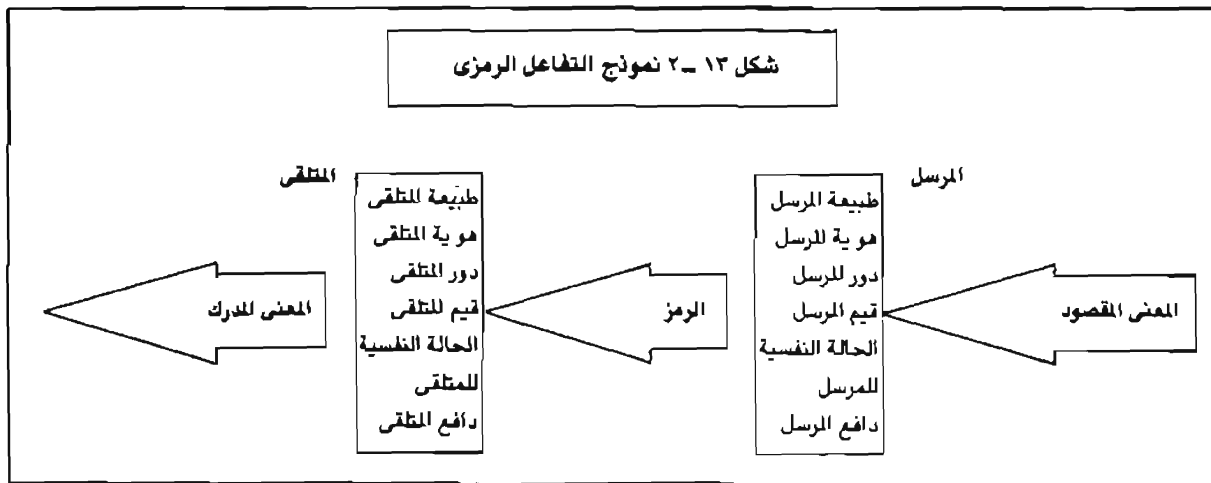 شكل ١٣ ــ ٢ نموذج التفاعل الرمزى
المرسل
المعنى المقصود
طبيعة المرسل
هوية المرسل
دور المرسل
قيم المرسل
الحالة النفسية
للمرسل
دافع المرسل
الرمز
المتلقى
طبيعة المتلقى
هوية المتلقى
دور المتلقى
قيم المتلقى
الحالة النفسية
للمتلقى
دافع المتلقى
المعنى المدرك